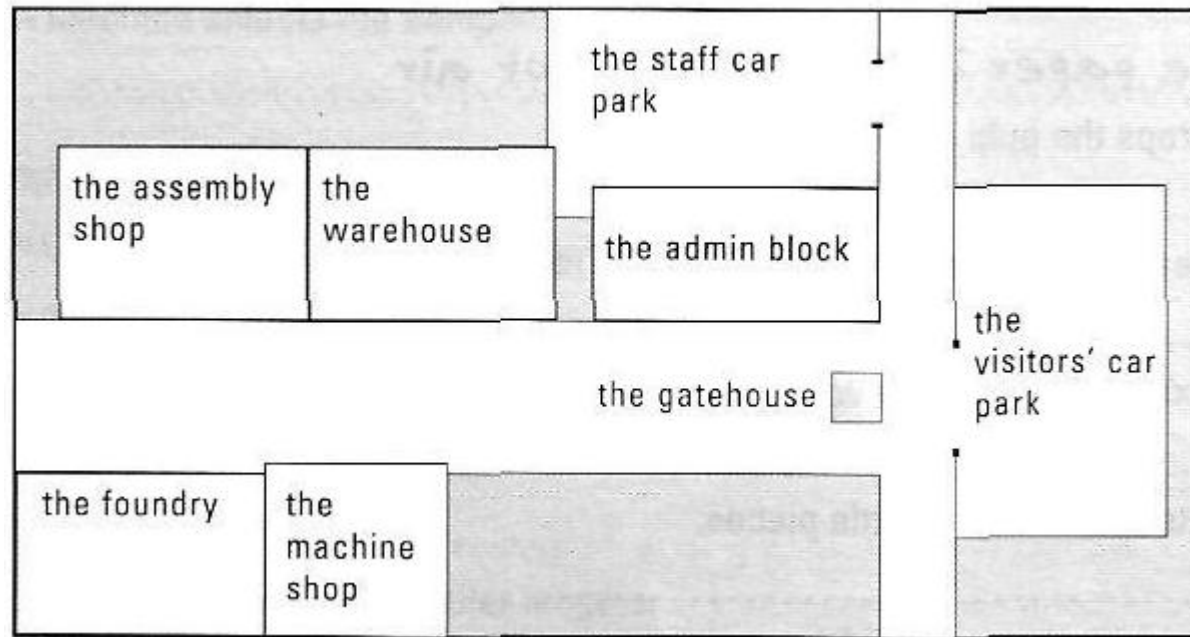 the staff car
park
the assembly
shop
the
warehouse
the admin block
the
visitors' car
park
the gatehouse
the foundry
the
machine
shop